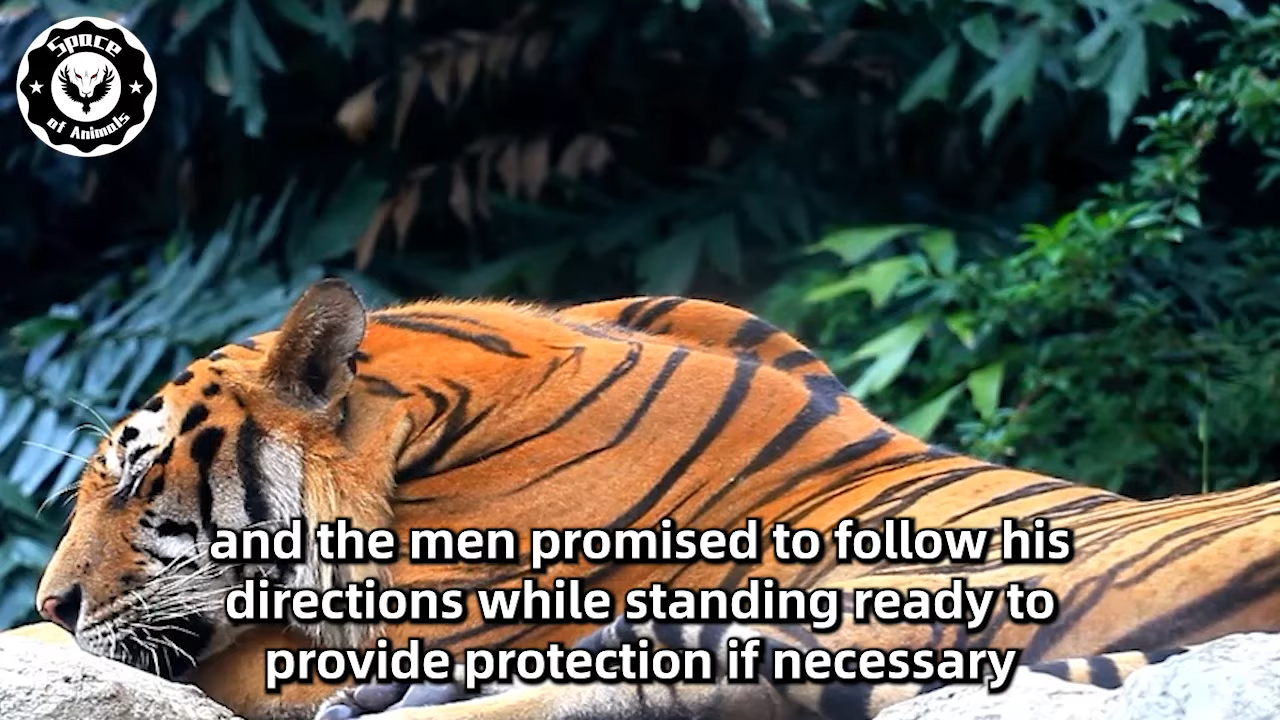 Space
of Animals
and the men promised to follow his
directions while standing ready to
provide protection if necessary